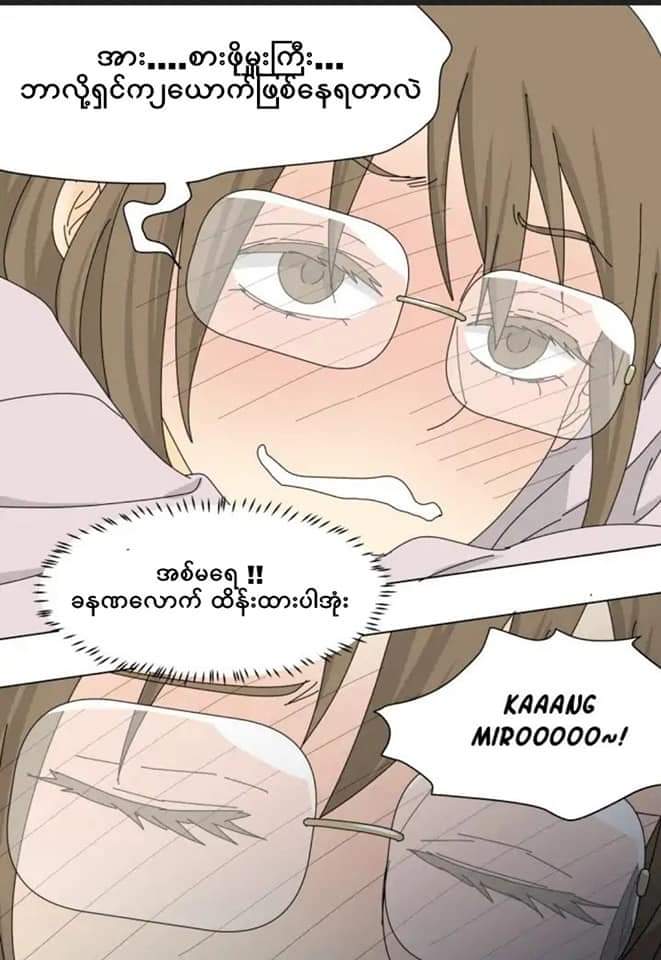 အား....စားဖိုမှူးကြီး...
ဘာလို့ရှင်က၂ယောက်ဖြစ်နေရတာလဲ
အစ်မရေ !!
ခနဏလောက် ထိန်းထားပါအုံး
KAAANG
MIROOOOO~!